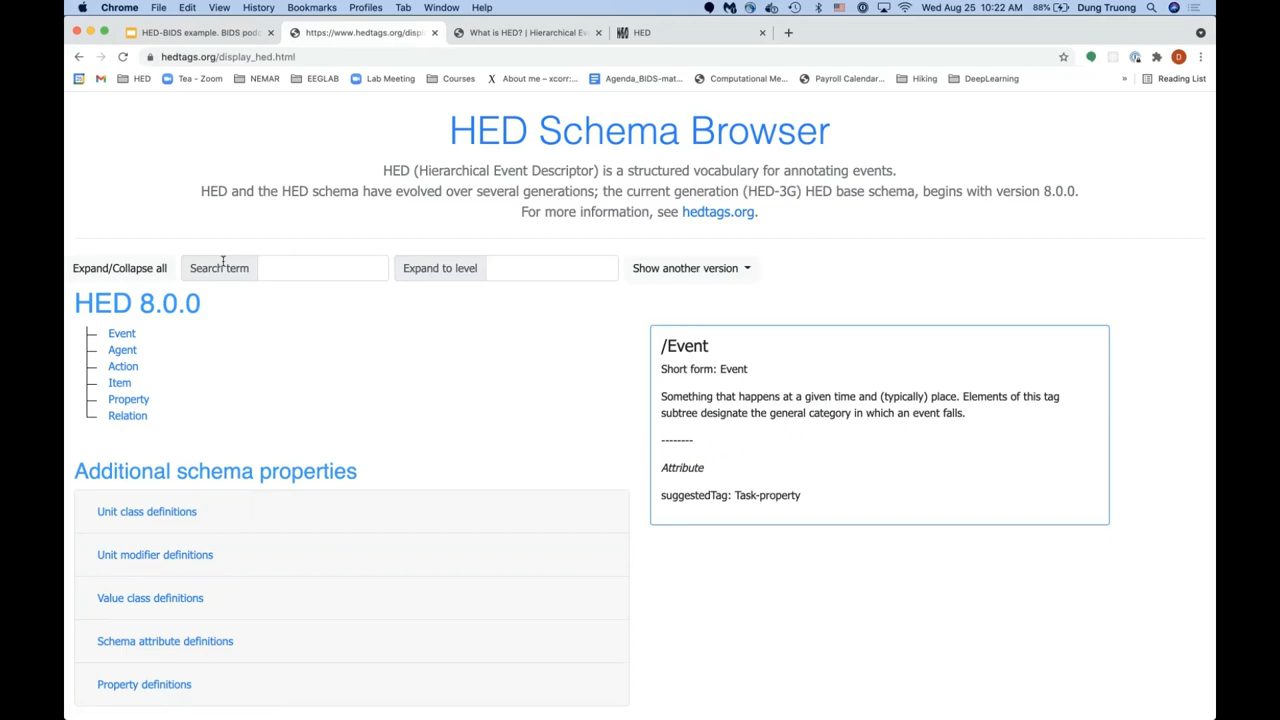 Chrome File Edit View History Bookmarks Profiles Tab Window Help Wed Aug 25 10:22 AM 88% Dung Truong
HED-BIDS example. BIDS pod https://www.hedtags.org/displ What is HED? | Hierarchical Ev HED
hedtags.org/display_hed.html
HED Tea - Zoom NEMAR EEGLAB Lab Meeting Courses About me – xcorr:... Agenda_BIDS-mat... Computational Me... Payroll Calendar... Hiking DeepLearning » Reading List
HED Schema Browser
HED (Hierarchical Event Descriptor) is a structured vocabulary for annotating events.
HED and the HED schema have evolved over several generations; the current generation (HED-3G) HED base schema, begins with version 8.0.0.
For more information, see hedtags.org.
Expand/Collapse all Search term Expand to level Show another version
HED 8.0.0
Event
Agent
Action
Item
Property
Relation
/Event
Short form: Event
Something that happens at a given time and (typically) place. Elements of this tag
subtree designate the general category in which an event falls.
--------
Attribute
suggestedTag: Task-property
Additional schema properties
Unit class definitions
Unit modifier definitions
Value class definitions
Schema attribute definitions
Property definitions